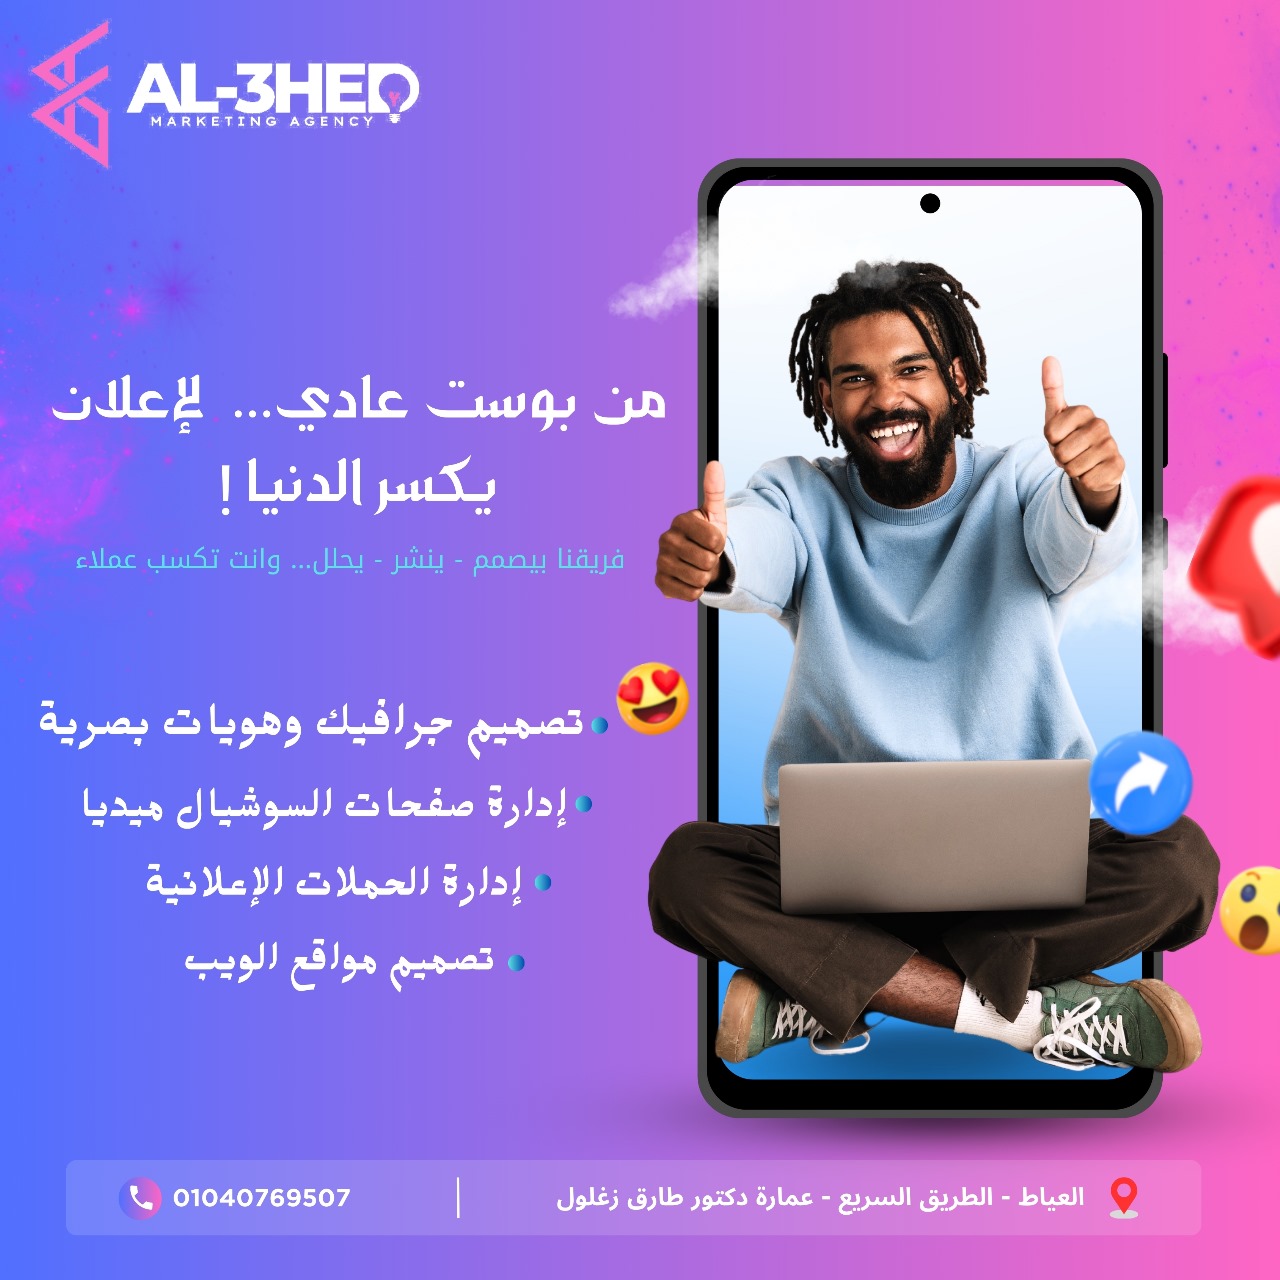 AL-3HED
MARKETING AGENCY
من بوست عادي... لإعلان
يكسر الدنيا !
فريقنا بيصمم - ينشر - يحلل... وانت تكسب عملاء
تصميم جرافيك وهويات بصرية
إدارة صفحات السوشيال ميديا
إدارة الحملات الإعلانية
تصميم مواقع الويب
العياط - الطريق السريع - عمارة دكتور طارق زغلول
01040769507